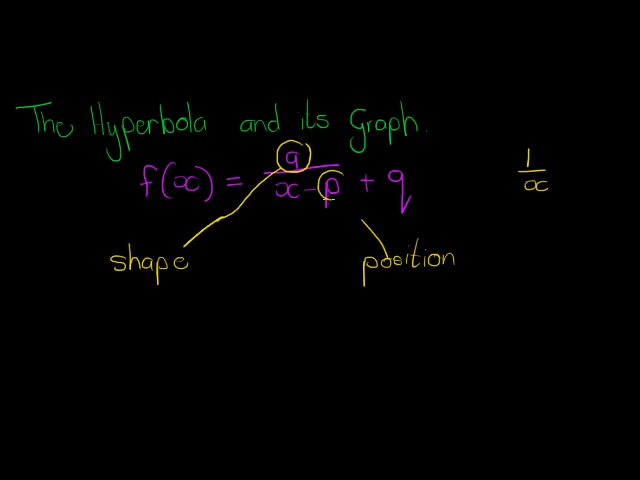 The Hyperbola and its Graph.
f(x) = a/(x-p) + q
1/x
shape
position